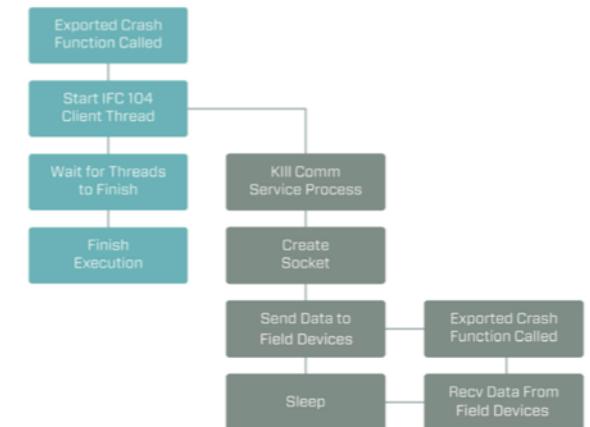 Exported Crash
Function Called
Start IFC 104
Client Thread
Wait for Threads
to Finish
Finish
Execution
KIll Comm
Service Process
Create
Socket
Send Data to
Field Devices
Exported Crash
Function Called
Sleep
Recv Data From
Field Devices